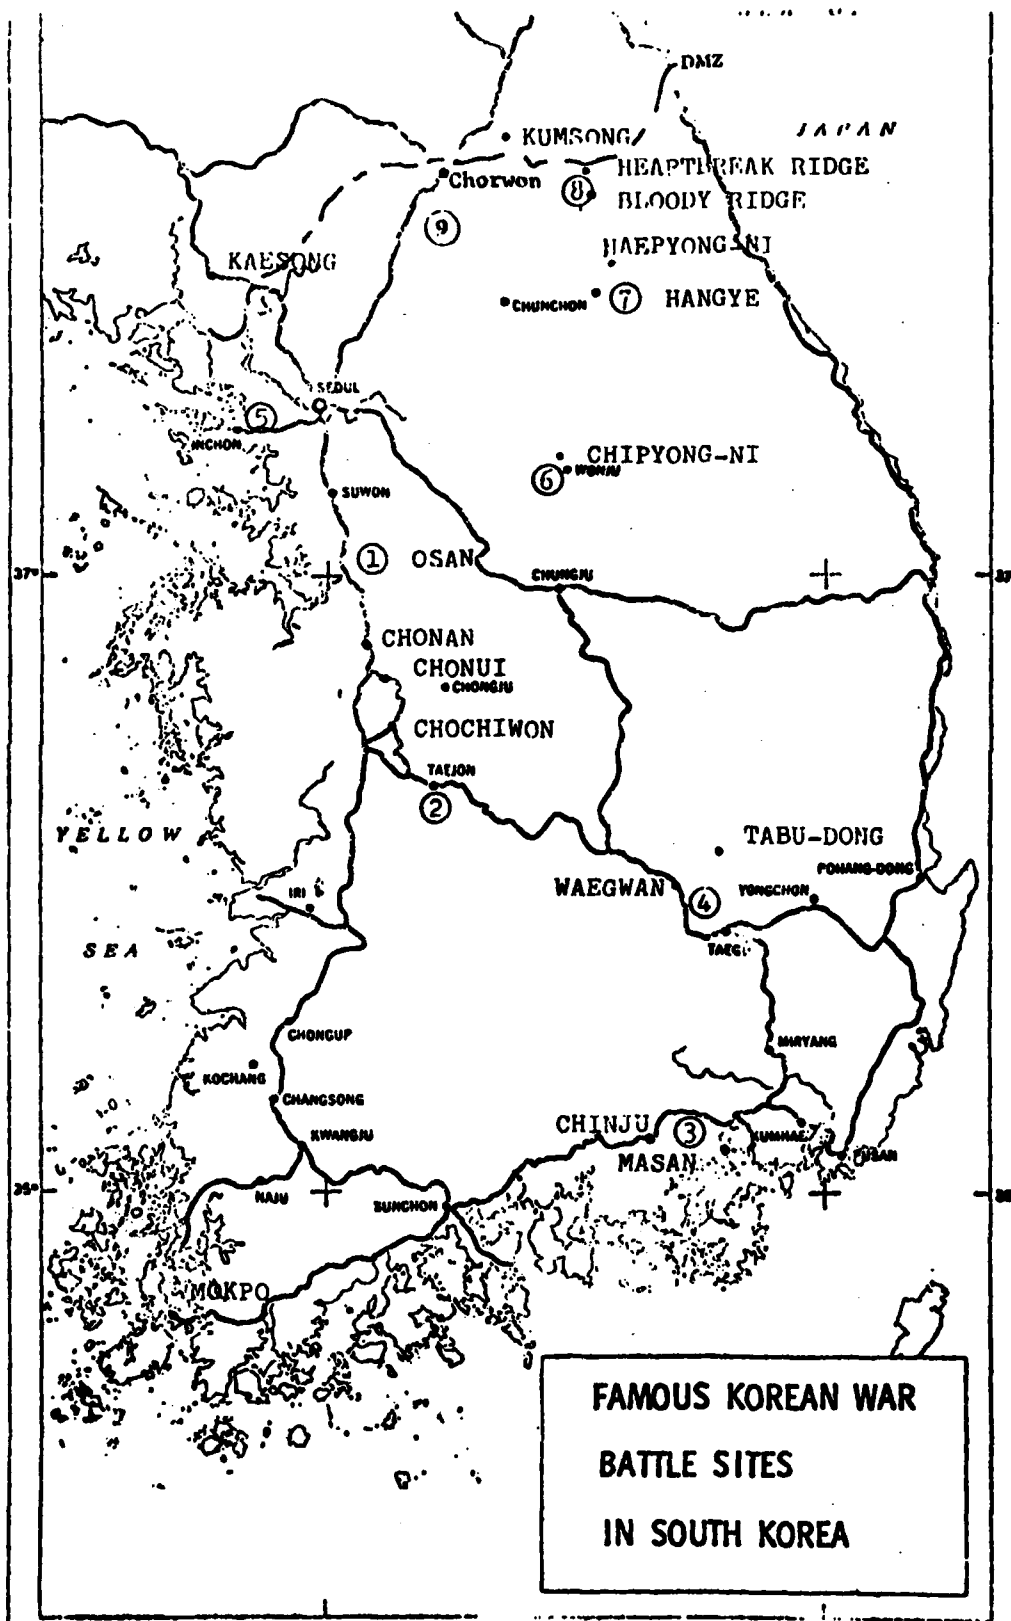 DMZ
JAPAN
KUMSONG
HEARTBREAK RIDGE
Chorwon
⑧
BLOODY RIDGE
⑨
HAEPYONG-NI
KAESONG
CHUNCHON
⑦ HANGYE
SEOUL
⑤
INCHON
CHIPYONG-NI
WONJU
⑥
SUWON
① OSAN
CHUNGJU
37°
37
CHONAN
CHONUI
CHONGJU
CHOCHIWON
TAEJON
②
YELLOW
TABU-DONG
POHANG-DONG
WAEGWAN
④
YONGCHON
IRI
SEA
CHONGUP
MIRYANG
KOCHANG
CHANGSONG
KWANGJU
CHINJU
③
KUMHAE
MASAN
PUSAN
35°
NAJU
SUNCHON
MOKPO
FAMOUS KOREAN WAR
BATTLE SITES
IN SOUTH KOREA